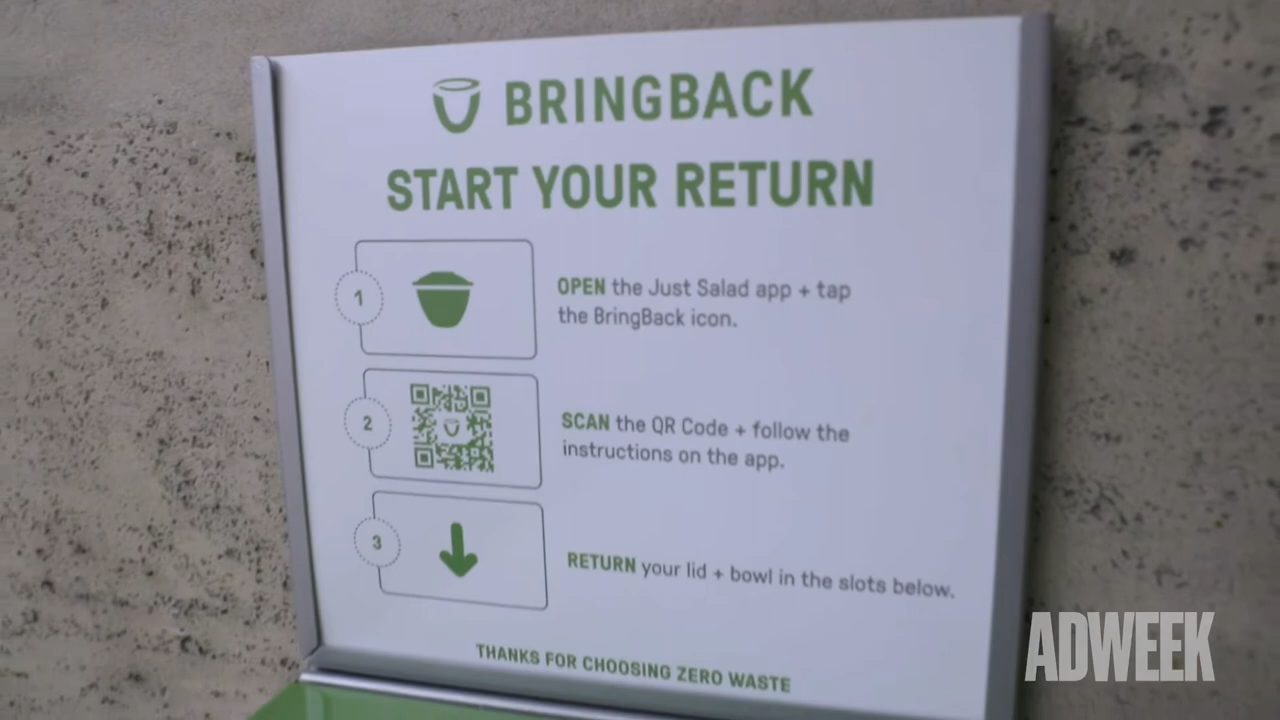 BRINGBACK
START YOUR RETURN
1
OPEN the Just Salad app + tap
the BringBack icon.
2
SCAN the QR Code + follow the
instructions on the app.
3
RETURN your lid + bowl in the slots below.
THANKS FOR CHOOSING ZERO WASTE
ADWEEK